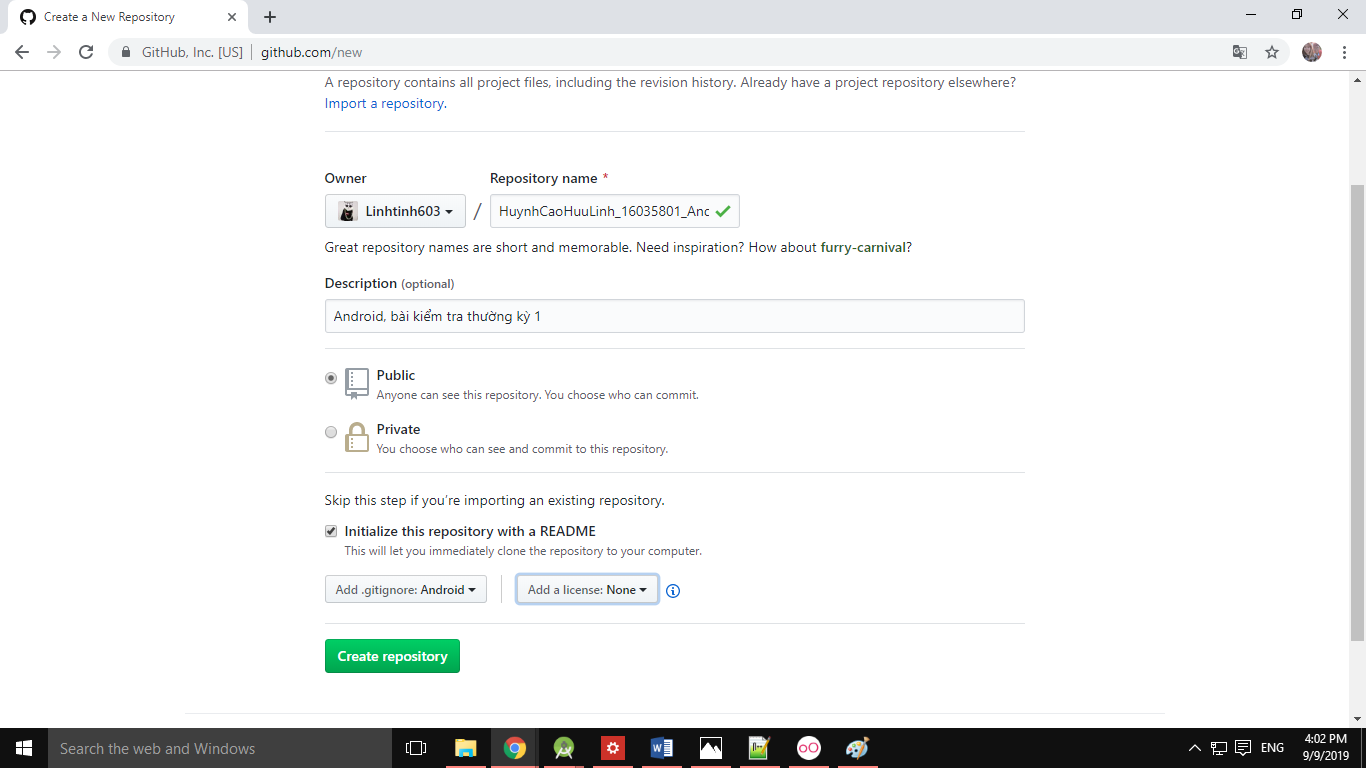 Create a New Repository
GitHub, Inc. [US] github.com/new
A repository contains all project files, including the revision history. Already have a project repository elsewhere?
Import a repository.
Owner
Repository name *
Linhtinh603 / HuynhCaoHuuLinh_16035801_Anc
Great repository names are short and memorable. Need inspiration? How about furry-carnival?
Description (optional)
Android, bài kiểm tra thường kỳ 1
Public
Anyone can see this repository. You choose who can commit.
Private
You choose who can see and commit to this repository.
Skip this step if you're importing an existing repository.
Initialize this repository with a README
This will let you immediately clone the repository to your computer.
Add .gitignore: Android
Add a license: None
Create repository
Search the web and Windows
ENG
4:02 PM
9/9/2019